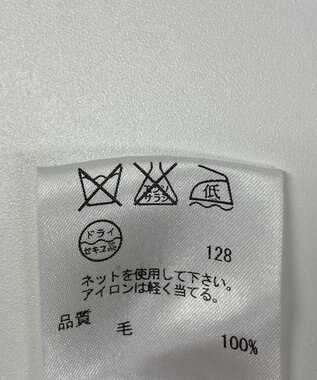 エンソ
サラシ
低
ドライ
セキユ系
128
ネットを使用して下さい。
アイロンは軽く当てる。
品質 毛 100%